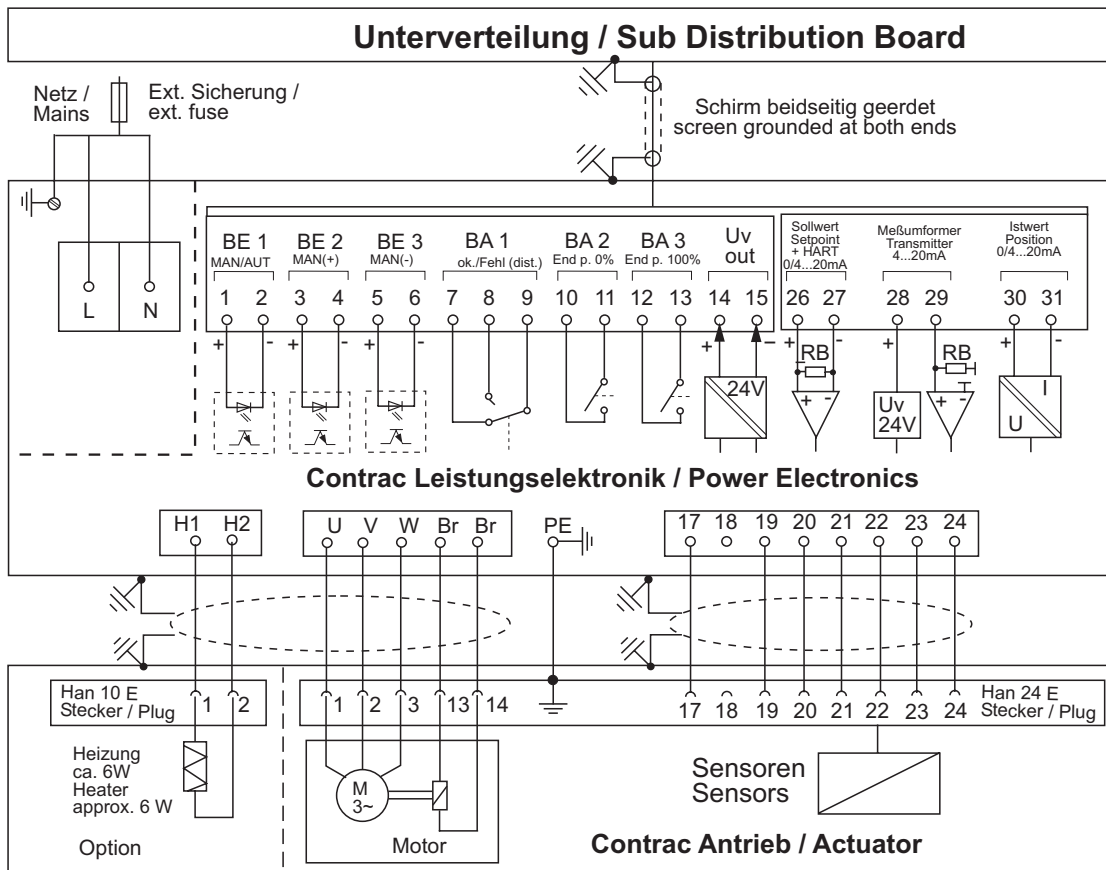 Unterverteilung / Sub Distribution Board
Netz /
Mains
Ext. Sicherung /
ext. fuse
Schirm beidseitig geerdet
screen grounded at both ends
L N
BE 1
MAN/AUT
BE 2
MAN(+)
BE 3
MAN(-)
BA 1
ok./Fehl (dist.)
BA 2
End p. 0%
BA 3
End p. 100%
Uv
out
Sollwert
Setpoint
+ HART
0/4...20mA
Meßumformer
Transmitter
4...20mA
Istwert
Position
0/4...20mA
1 2 3 4 5 6 7 8 9 10 11 12 13 14 15 26 27 28 29 30 31
+ - + - + - + - + - + - + -
RB RB
24V
+ -
Uv
24V
+ -
I
U
Contrac Leistungselektronik / Power Electronics
H1 H2
U V W Br Br
PE
17 18 19 20 21 22 23 24
Han 10 E
Stecker / Plug
1 2
1 2 3 13 14
17 18 19 20 21 22 23 24
Han 24 E
Stecker / Plug
Heizung
ca. 6W
Heater
approx. 6 W
Option
M
3~
Motor
Sensoren
Sensors
Contrac Antrieb / Actuator